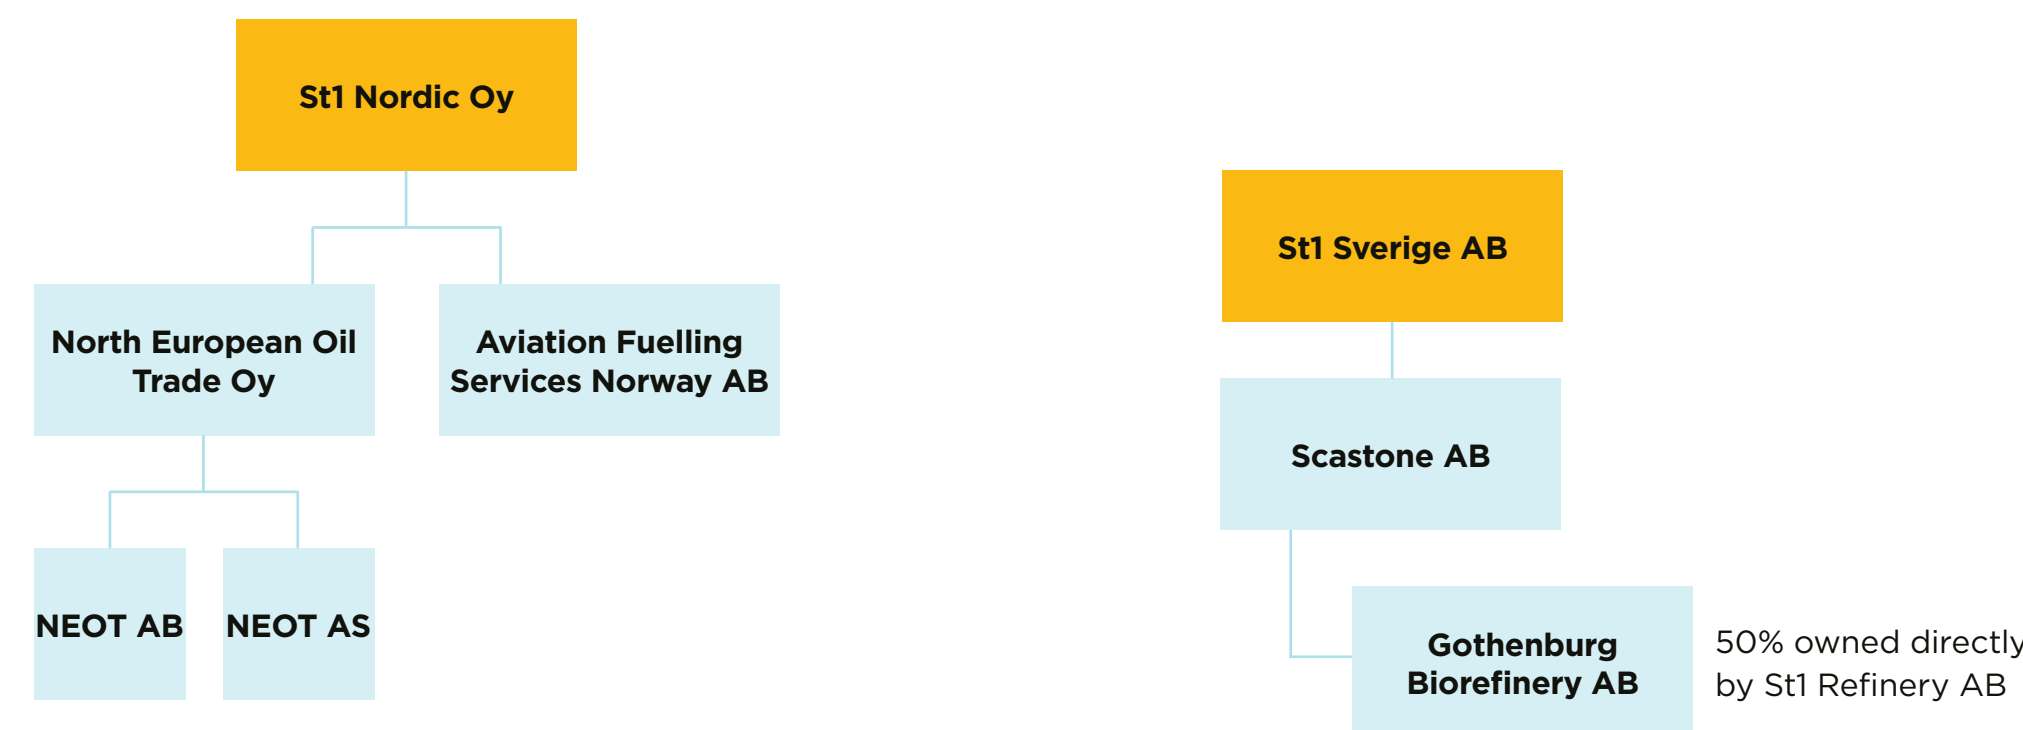 St1 Nordic Oy
North European Oil
Trade Oy
Aviation Fuelling
Services Norway AB
NEOT AB
NEOT AS
St1 Sverige AB
Scastone AB
Gothenburg
Biorefinery AB
50% owned directly
by St1 Refinery AB